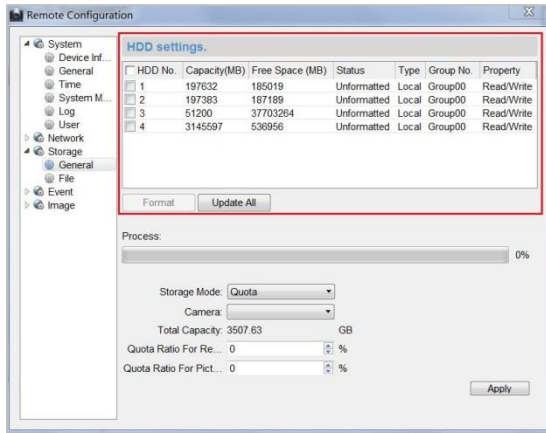 Remote Configuration
System
Device Inf...
General
Time
System M...
Log
User
Network
Storage
General
File
Event
Image
HDD settings.
HDD No. Capacity(MB) Free Space (MB) Status Type Group No. Property
1 197632 185019 Unformatted Local Group00 Read/Write
2 197383 187189 Unformatted Local Group00 Read/Write
3 51200 37703264 Unformatted Local Group00 Read/Write
4 3145597 536956 Unformatted Local Group00 Read/Write
Format Update All
Process:
0%
Storage Mode: Quota
Camera:
Total Capacity: 3507.63 GB
Quota Ratio For Re... 0 %
Quota Ratio For Pict... 0 %
Apply